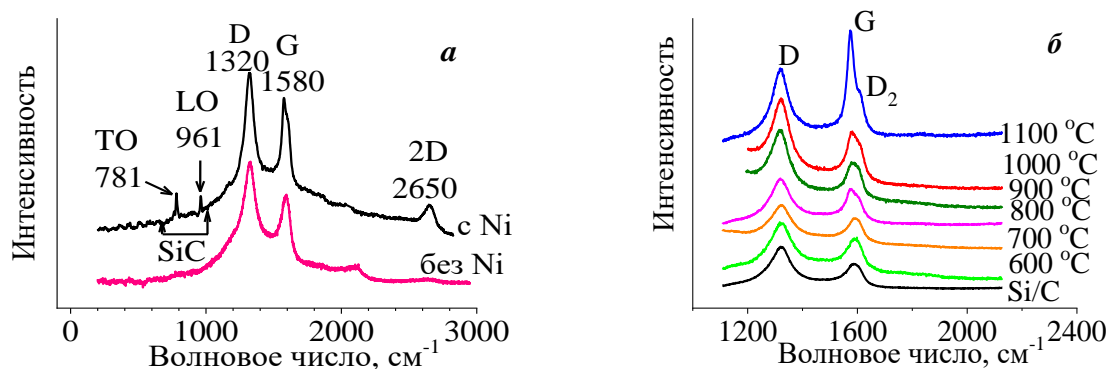 Интенсивность
D
1320
G
1580
а
LO
961
TO
781
2D
2650
SiC
с Ni
без Ni
0 1000 2000 3000
Волновое число, см⁻¹
Интенсивность
G
б
D
D₂
1100 °C
1000 °C
900 °C
800 °C
700 °C
600 °C
Si/C
1200 1600 2000 2400
Волновое число, см⁻¹